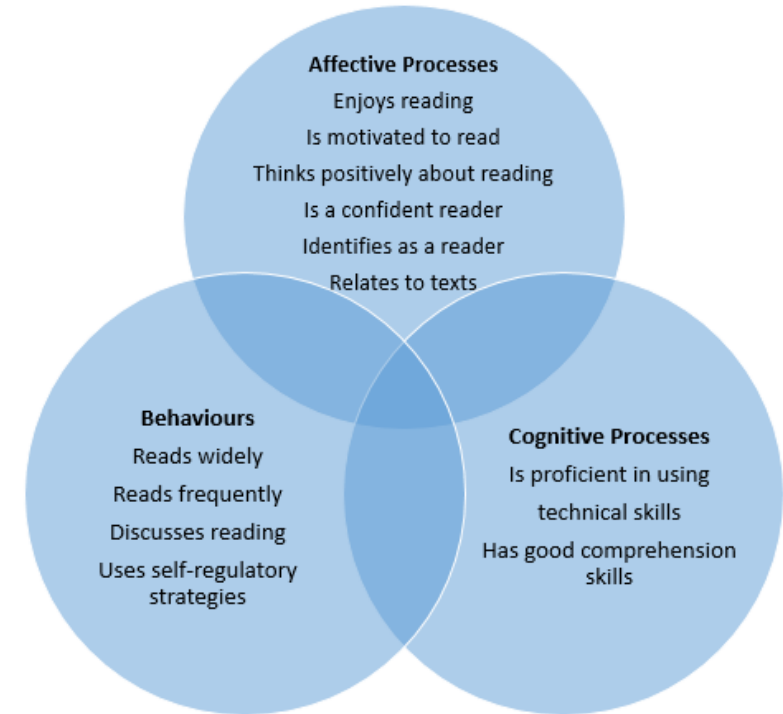 Affective Processes
Enjoys reading
Is motivated to read
Thinks positively about reading
Is a confident reader
Identifies as a reader
Relates to texts
Behaviours
Reads widely
Reads frequently
Discusses reading
Uses self-regulatory
strategies
Cognitive Processes
Is proficient in using
technical skills
Has good comprehension
skills